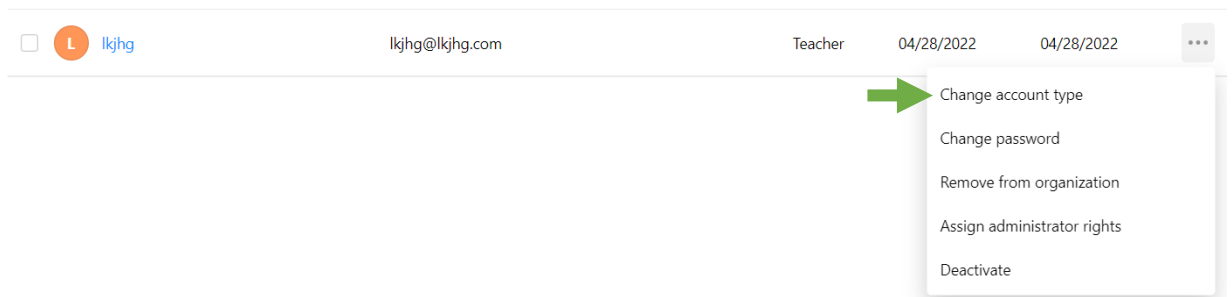 L lkjhg lkjhg@lkjhg.com Teacher 04/28/2022 04/28/2022
Change account type
Change password
Remove from organization
Assign administrator rights
Deactivate